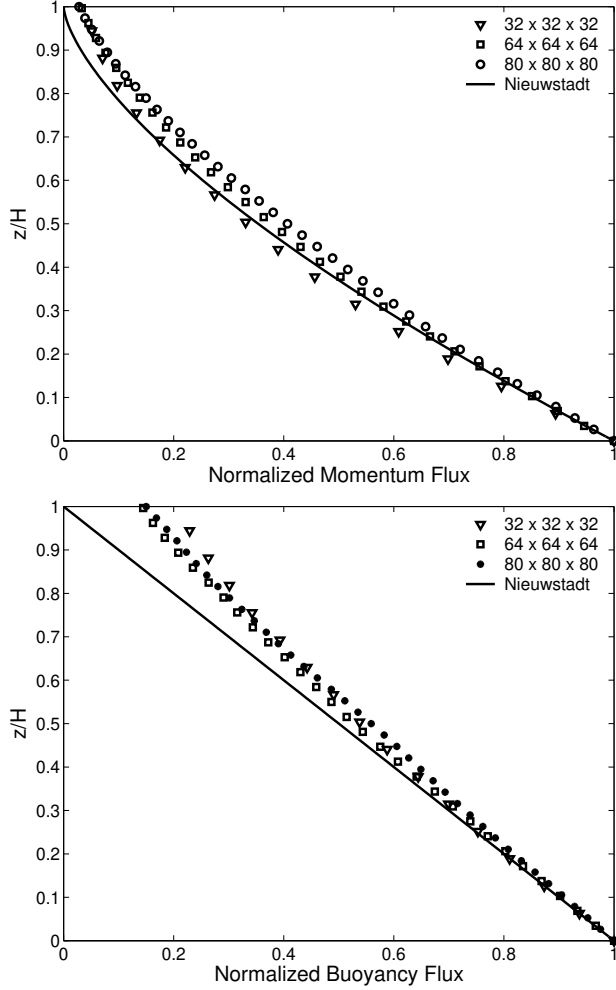 1
0.9
0.8
0.7
0.6
0.5
0.4
0.3
0.2
0.1
0
z/H
32 x 32 x 32
64 x 64 x 64
80 x 80 x 80
Nieuwstadt
0 0.2 0.4 0.6 0.8 1
Normalized Momentum Flux
1
0.9
0.8
0.7
0.6
0.5
0.4
0.3
0.2
0.1
0
z/H
32 x 32 x 32
64 x 64 x 64
80 x 80 x 80
Nieuwstadt
0 0.2 0.4 0.6 0.8 1
Normalized Buoyancy Flux